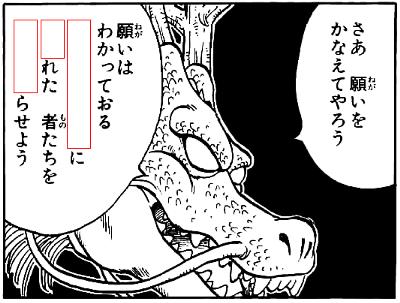 さあ 願いを
かなえてやろう
願いは
わかっておる
に
れた 者たちを
らせよう